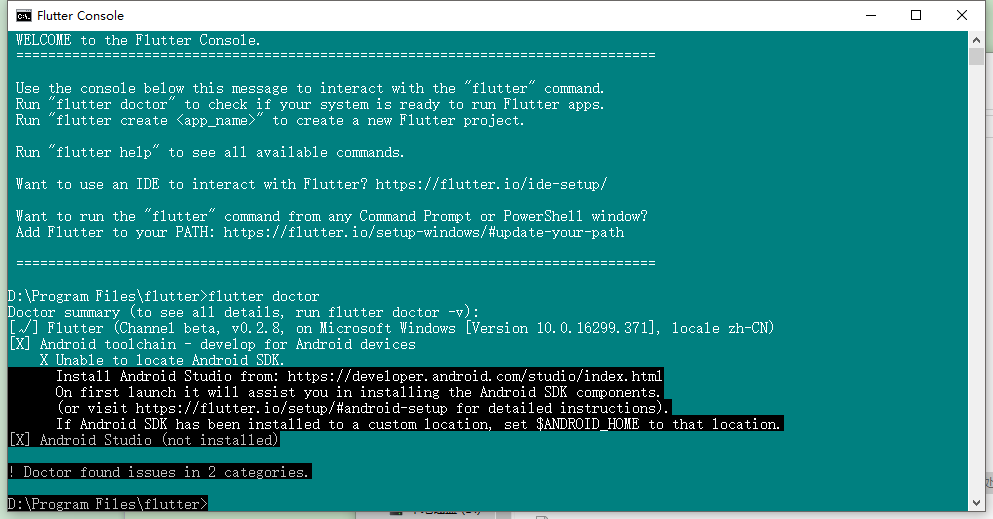 Flutter Console
WELCOME to the Flutter Console.
================================================================================
Use the console below this message to interact with the "flutter" command.
Run "flutter doctor" to check if your system is ready to run Flutter apps.
Run "flutter create <app_name>" to create a new Flutter project.
Run "flutter help" to see all available commands.
Want to use an IDE to interact with Flutter? https://flutter.io/ide-setup/
Want to run the "flutter" command from any Command Prompt or PowerShell window?
Add Flutter to your PATH: https://flutter.io/setup-windows/#update-your-path
================================================================================
D:\Program Files\flutter>flutter doctor
Doctor summary (to see all details, run flutter doctor -v):
[√] Flutter (Channel beta, v0.2.8, on Microsoft Windows [Version 10.0.16299.371], locale zh-CN)
[X] Android toolchain - develop for Android devices
X Unable to locate Android SDK.
Install Android Studio from: https://developer.android.com/studio/index.html
On first launch it will assist you in installing the Android SDK components.
(or visit https://flutter.io/setup/#android-setup for detailed instructions).
If Android SDK has been installed to a custom location, set $ANDROID_HOME to that location.
[X] Android Studio (not installed)
! Doctor found issues in 2 categories.
D:\Program Files\flutter>